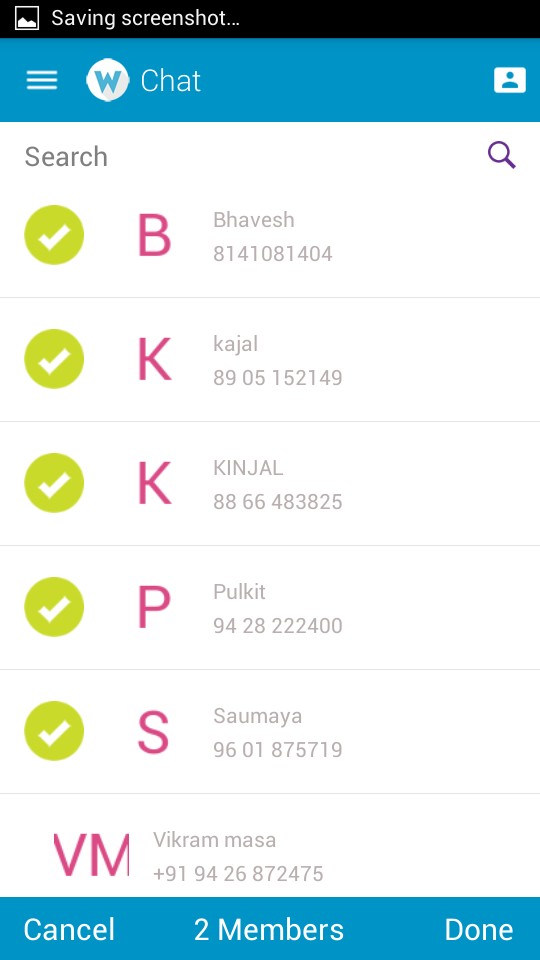 Saving screenshot...
W Chat
Search
B
Bhavesh
8141081404
K
kajal
89 05 152149
K
KINJAL
88 66 483825
P
Pulkit
94 28 222400
S
Saumaya
96 01 875719
VM
Vikram masa
+91 94 26 872475
Cancel 2 Members Done